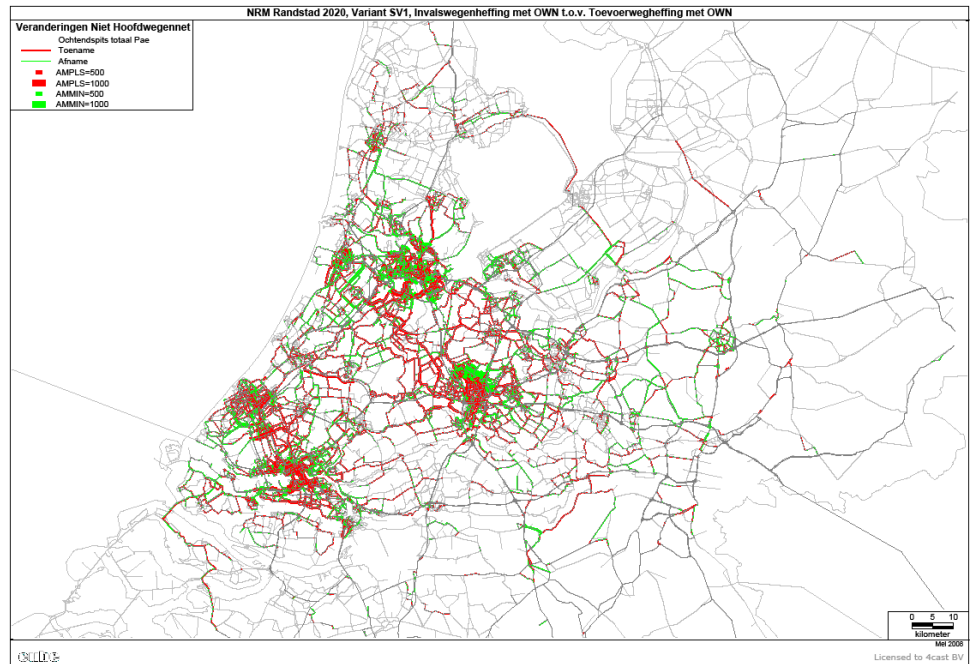 NRM Randstad 2020, Variant SV1, Invalswegenheffing met OWN t.o.v. Toevoerwegheffing met OWN
Veranderingen Niet Hoofdwegennet
Ochtendspits totaal Pae
Toename
Afname
AMPLS=500
AMPLS=1000
AMMIN=500
AMMIN=1000
0 5 10
kilometer
Mei 2008
cube
Licensed to 4cast BV